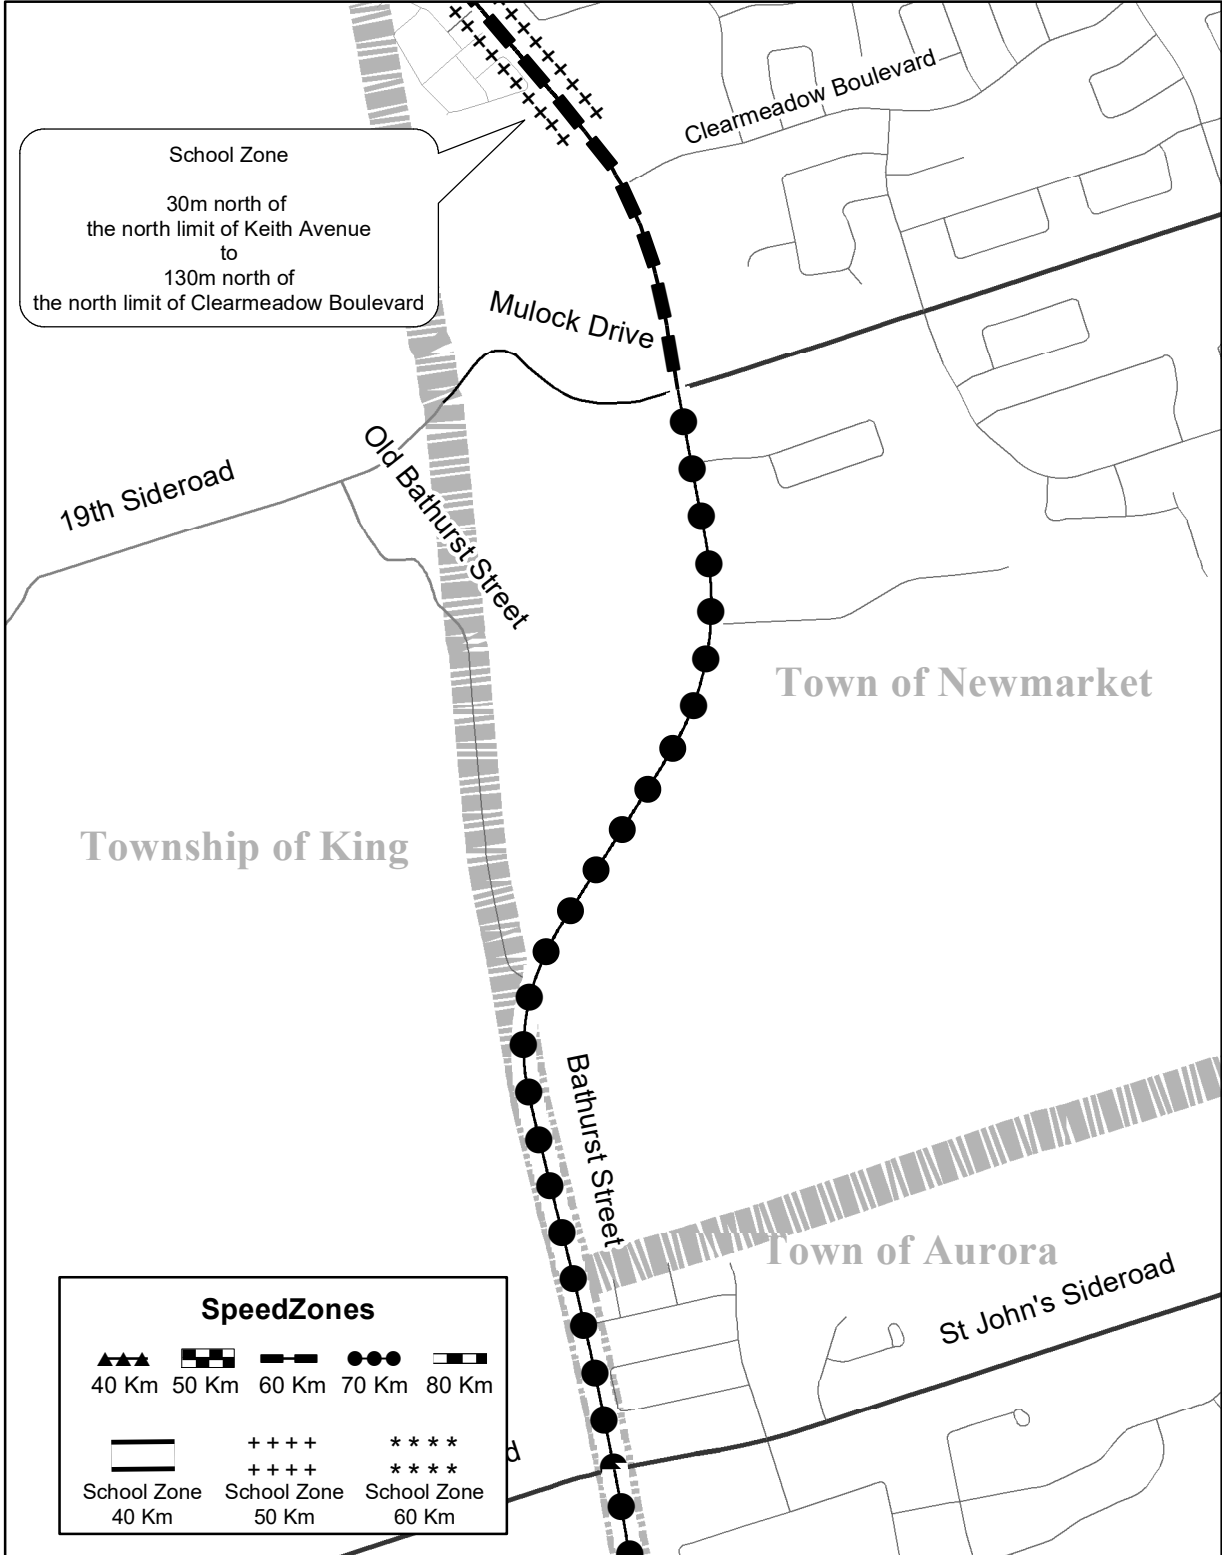 Clearmeadow Boulevard
School Zone
30m north of
the north limit of Keith Avenue
to
130m north of
the north limit of Clearmeadow Boulevard
Mulock Drive
Old Bathurst Street
19th Sideroad
Town of Newmarket
Township of King
Bathurst Street
Town of Aurora
St John's Sideroad
SpeedZones
40 Km 50 Km 60 Km 70 Km 80 Km
d
School Zone School Zone School Zone
40 Km 50 Km 60 Km